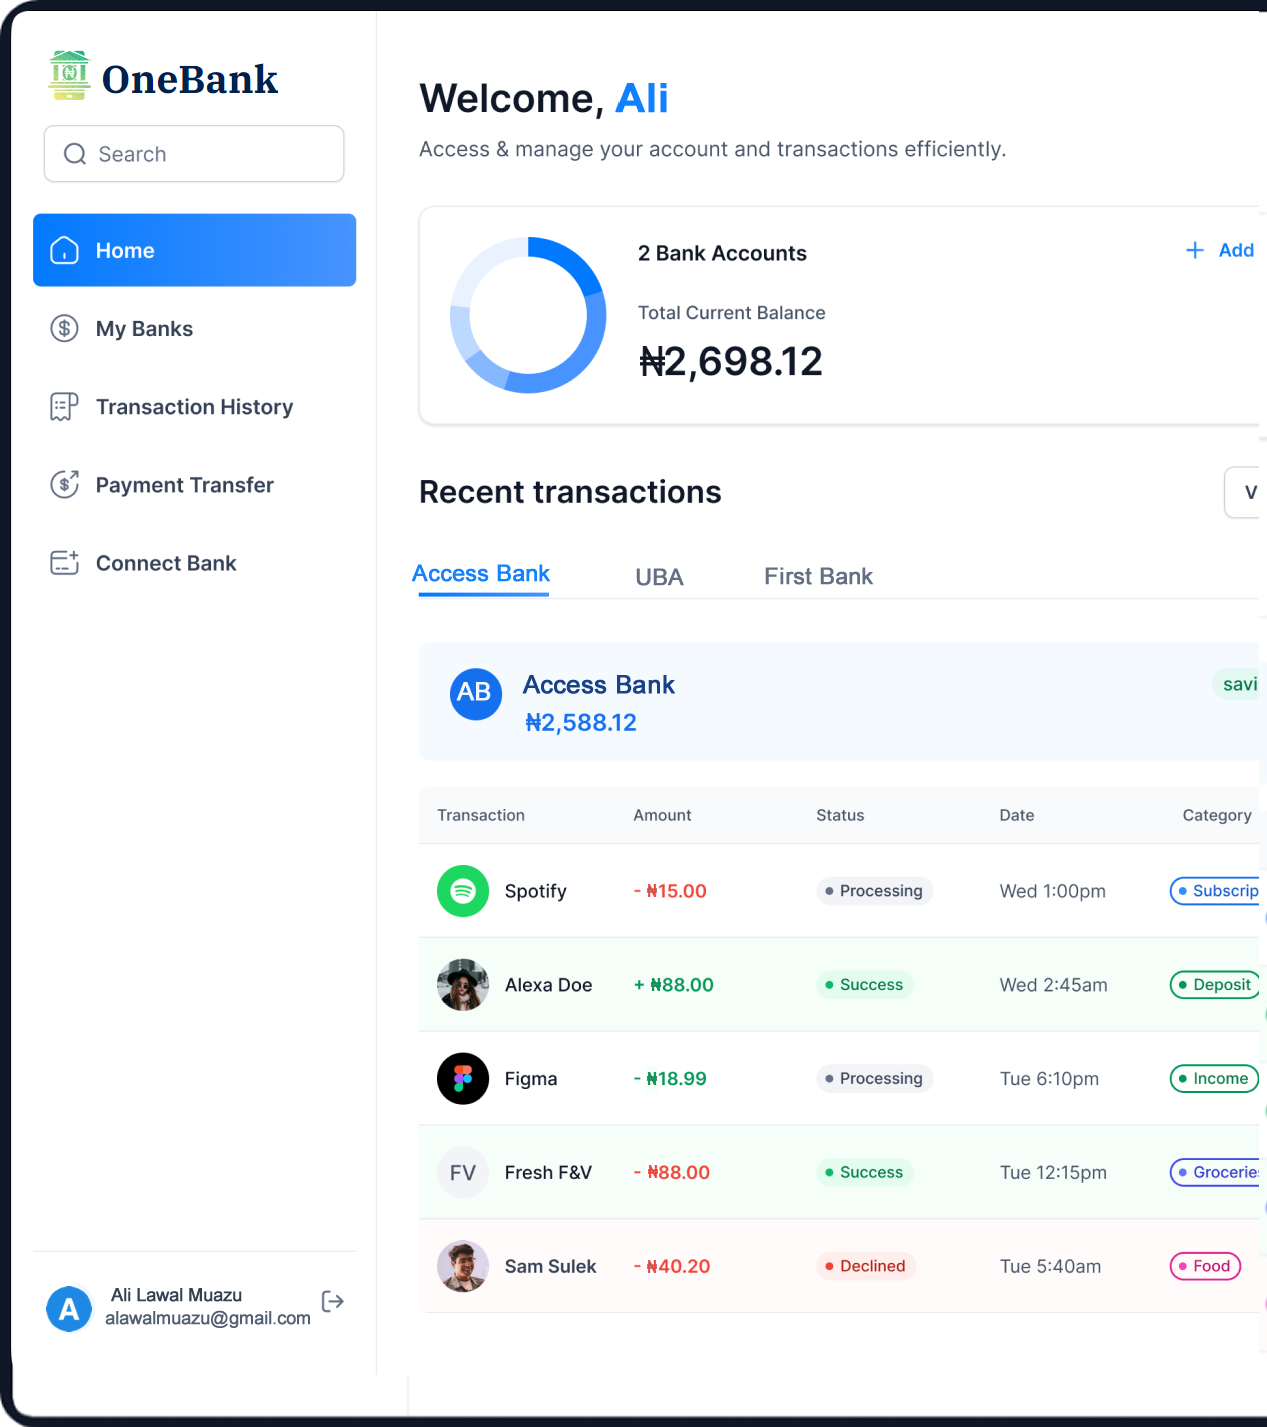 OneBank
Search
Home
My Banks
Transaction History
Payment Transfer
Connect Bank
A
Ali Lawal Muazu
alawalmuazu@gmail.com
Welcome, Ali
Access & manage your account and transactions efficiently.
2 Bank Accounts
+ Add
Total Current Balance
₦2,698.12
Recent transactions
V
Access Bank UBA First Bank
AB
Access Bank
savi
₦2,588.12
Transaction Amount Status Date Category
Spotify - ₦15.00 Processing Wed 1:00pm Subscrip
Alexa Doe + ₦88.00 Success Wed 2:45am Deposit
Figma - ₦18.99 Processing Tue 6:10pm Income
FV Fresh F&V - ₦88.00 Success Tue 12:15pm Grocerie
Sam Sulek - ₦40.20 Declined Tue 5:40am Food